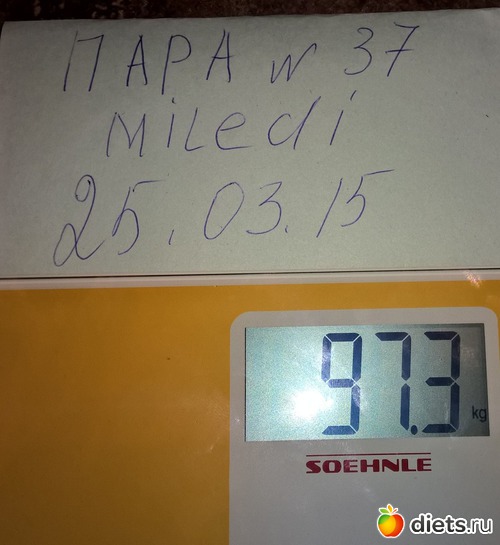 ПАРА № 37
Miledi
25.03.15
97.3 kg
SOEHNLE
diets.ru